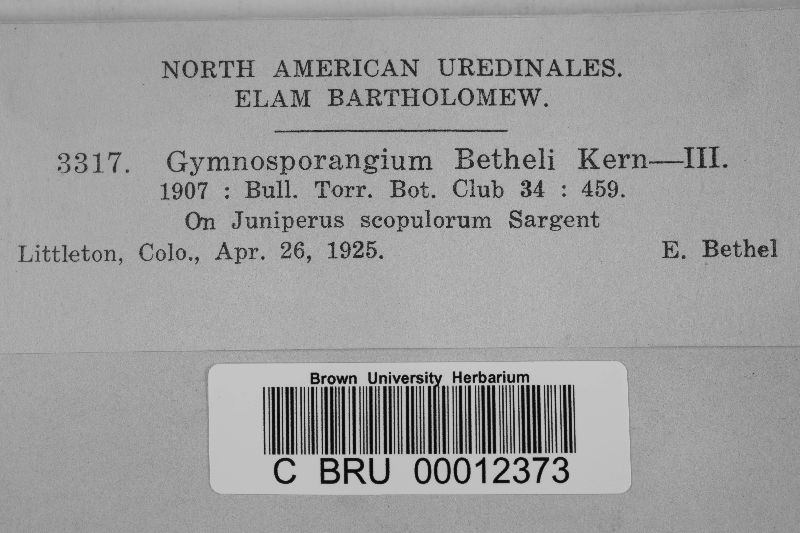 NORTH AMERICAN UREDINALES.
ELAM BARTHOLOMEW.
3317. Gymnosporangium Betheli Kern—III.
1907 : Bull. Torr. Bot. Club 34 : 459.
On Juniperus scopulorum Sargent
Littleton, Colo., Apr. 26, 1925. E. Bethel
Brown University Herbarium
C BRU 00012373